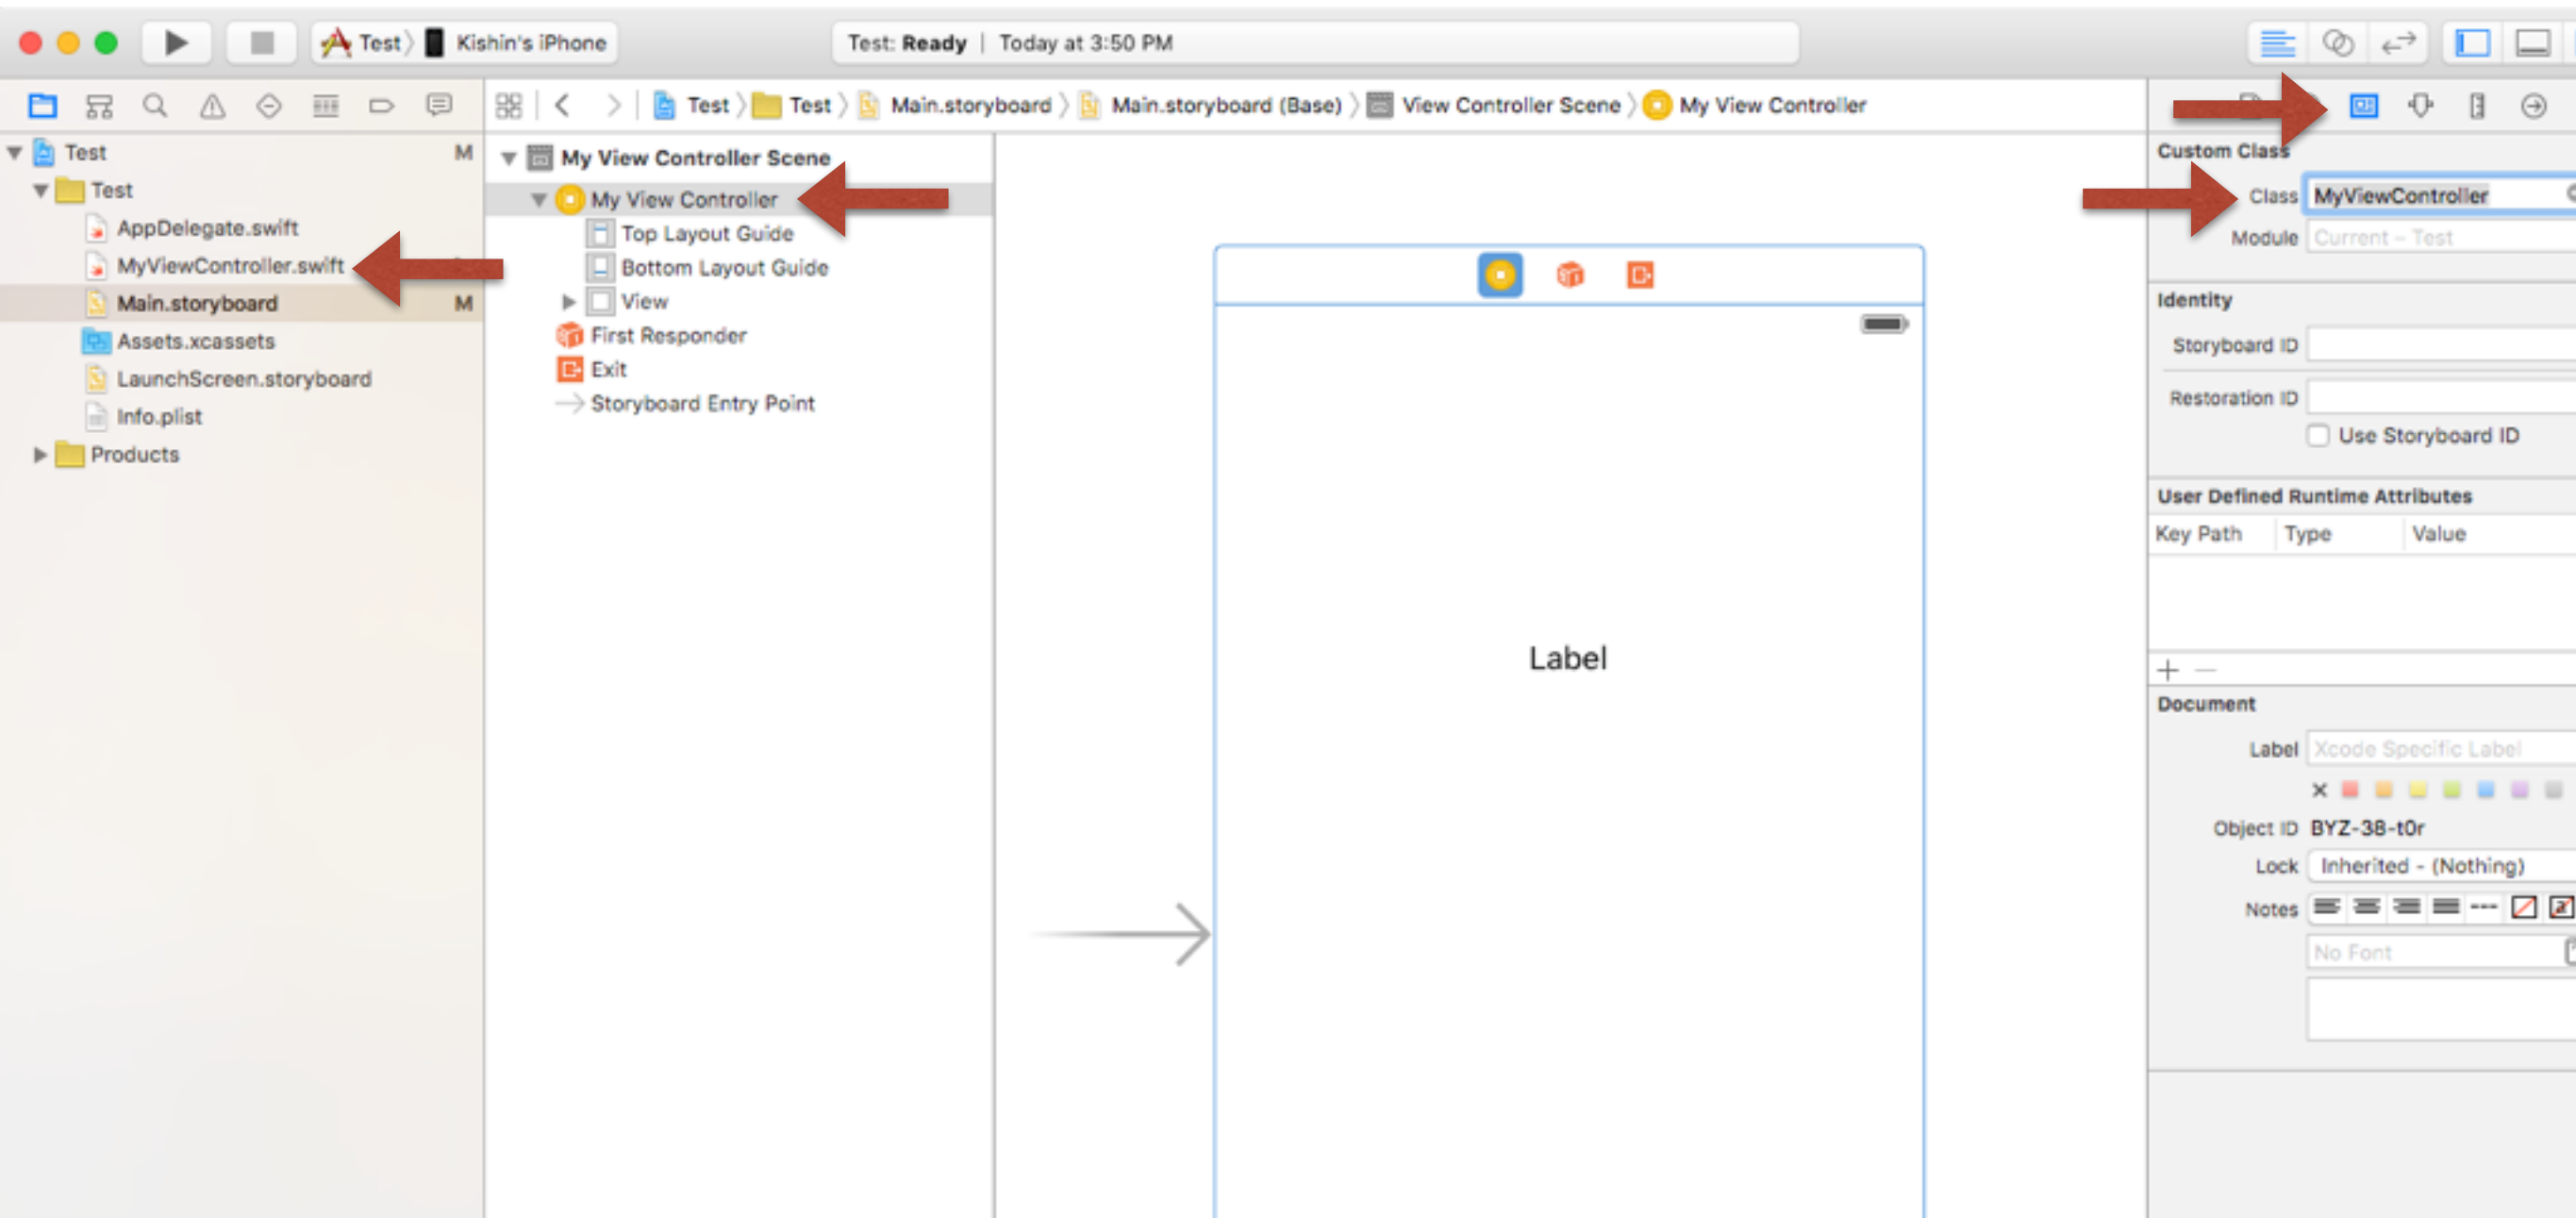 Test Kishin's iPhone
Test: Ready | Today at 3:50 PM
Test Test Main.storyboard Main.storyboard (Base) View Controller Scene My View Controller
Test M
Test
AppDelegate.swift
MyViewController.swift
Main.storyboard M
Assets.xcassets
LaunchScreen.storyboard
Info.plist
Products
My View Controller Scene
My View Controller
Top Layout Guide
Bottom Layout Guide
View
First Responder
Exit
Storyboard Entry Point
Label
Custom Class
Class MyViewController
Module Current – Test
Identity
Storyboard ID
Restoration ID
Use Storyboard ID
User Defined Runtime Attributes
Key Path Type Value
Document
Label Xcode Specific Label
Object ID BYZ-38-t0r
Lock Inherited - (Nothing)
Notes
No Font